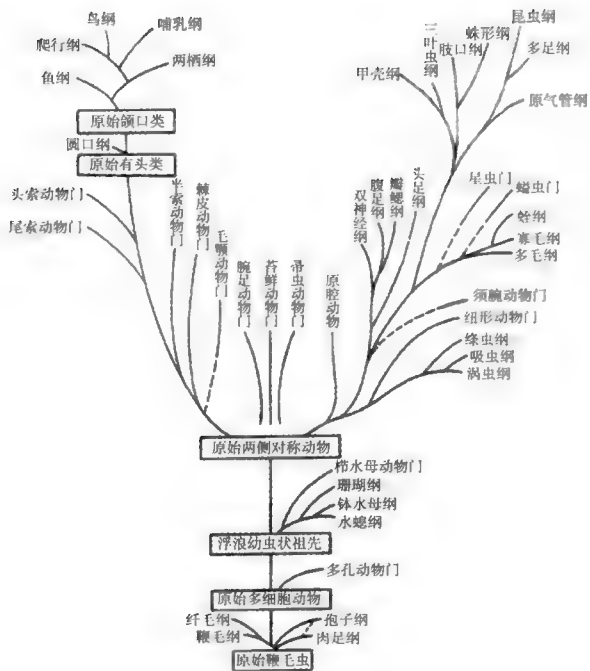 鸟纲
哺乳纲
爬行纲
两栖纲
鱼纲
原始颌口类
圆口纲
原始有头类
头索动物门
尾索动物门
半索动物门
棘皮动物门
毛颚动物门
腕足动物门
苔鲜动物门
帚虫动物门
原腔动物
双神经纲
腹足纲
瓣鳃纲
头足纲
甲壳纲
三叶虫纲
肢口纲
蛛形纲
昆虫纲
多足纲
原气管纲
星虫门
螠虫门
蛭纲
寡毛纲
多毛纲
须腕动物门
纽形动物门
绦虫纲
吸虫纲
涡虫纲
原始两侧对称动物
栉水母动物门
珊瑚纲
钵水母纲
水螅纲
浮浪幼虫状祖先
多孔动物门
原始多细胞动物
纤毛纲
孢子纲
鞭毛纲
肉足纲
原始鞭毛虫